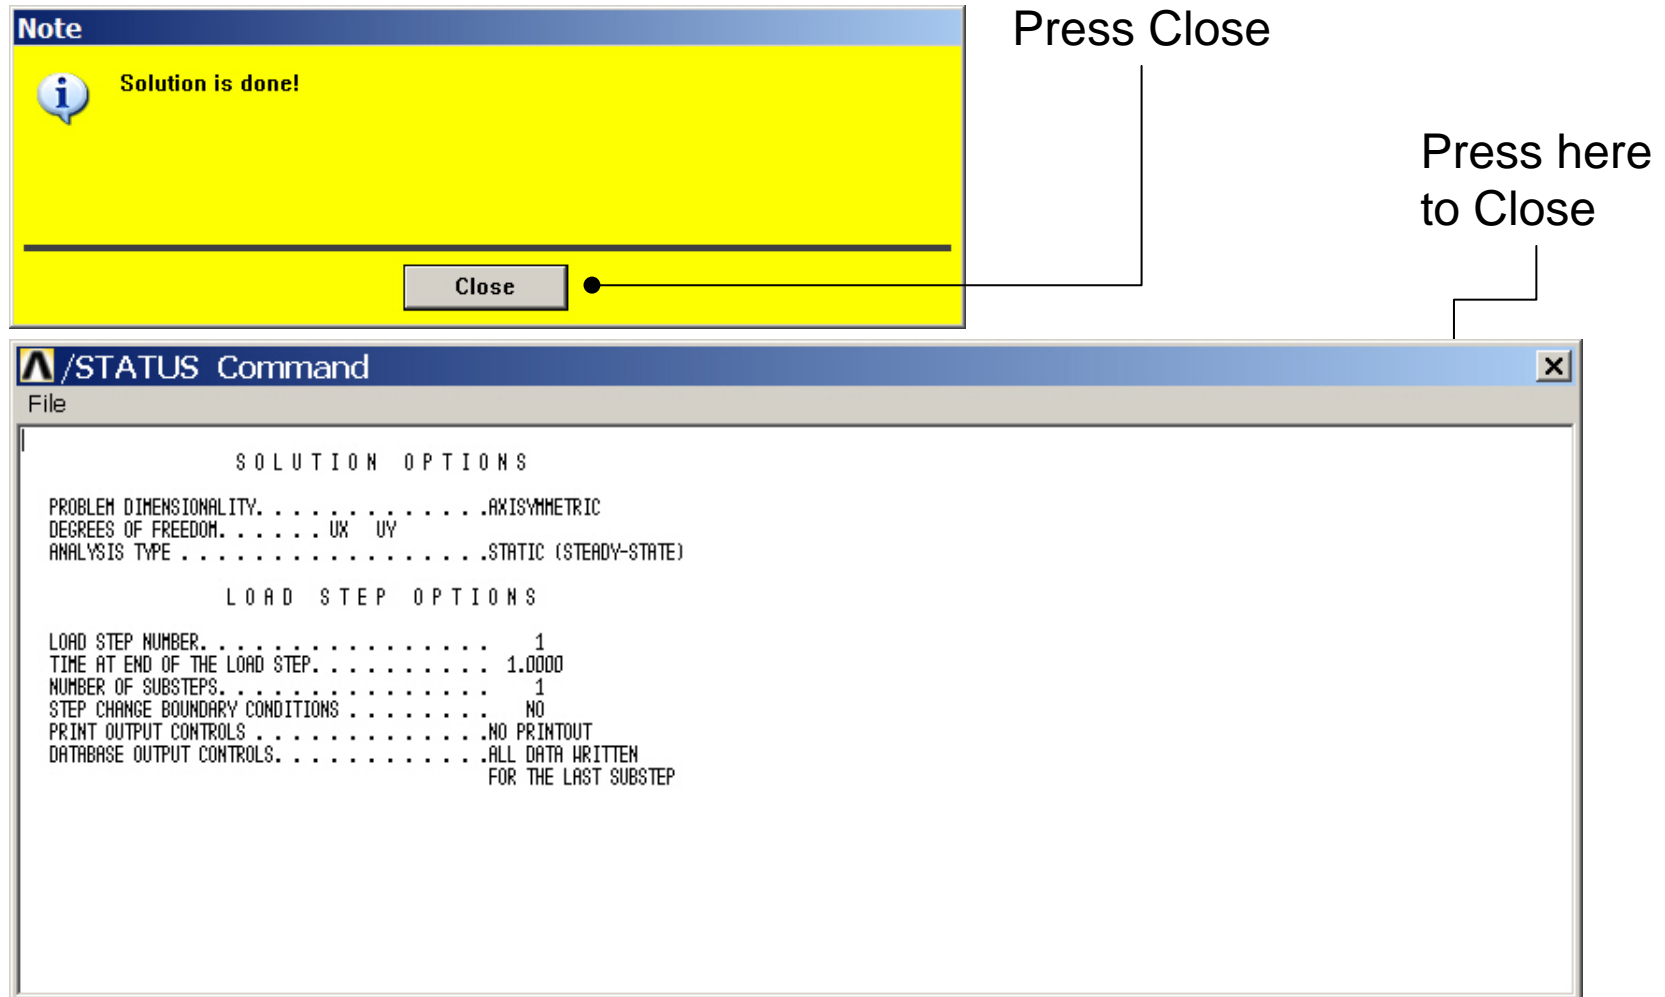 Note
Solution is done!
Close
Press Close
Press here
to Close
/STATUS Command
File
SOLUTION OPTIONS
PROBLEM DIMENSIONALITY. . . . . . . . . . . . .AXISYMMETRIC
DEGREES OF FREEDOM. . . . . . UX UY
ANALYSIS TYPE . . . . . . . . . . . . . . . . .STATIC (STEADY-STATE)
LOAD STEP OPTIONS
LOAD STEP NUMBER. . . . . . . . . . . . . . . . 1
TIME AT END OF THE LOAD STEP. . . . . . . . . . 1.0000
NUMBER OF SUBSTEPS. . . . . . . . . . . . . . . 1
STEP CHANGE BOUNDARY CONDITIONS . . . . . . . . NO
PRINT OUTPUT CONTROLS . . . . . . . . . . . . .NO PRINTOUT
DATABASE OUTPUT CONTROLS. . . . . . . . . . . .ALL DATA WRITTEN
FOR THE LAST SUBSTEP